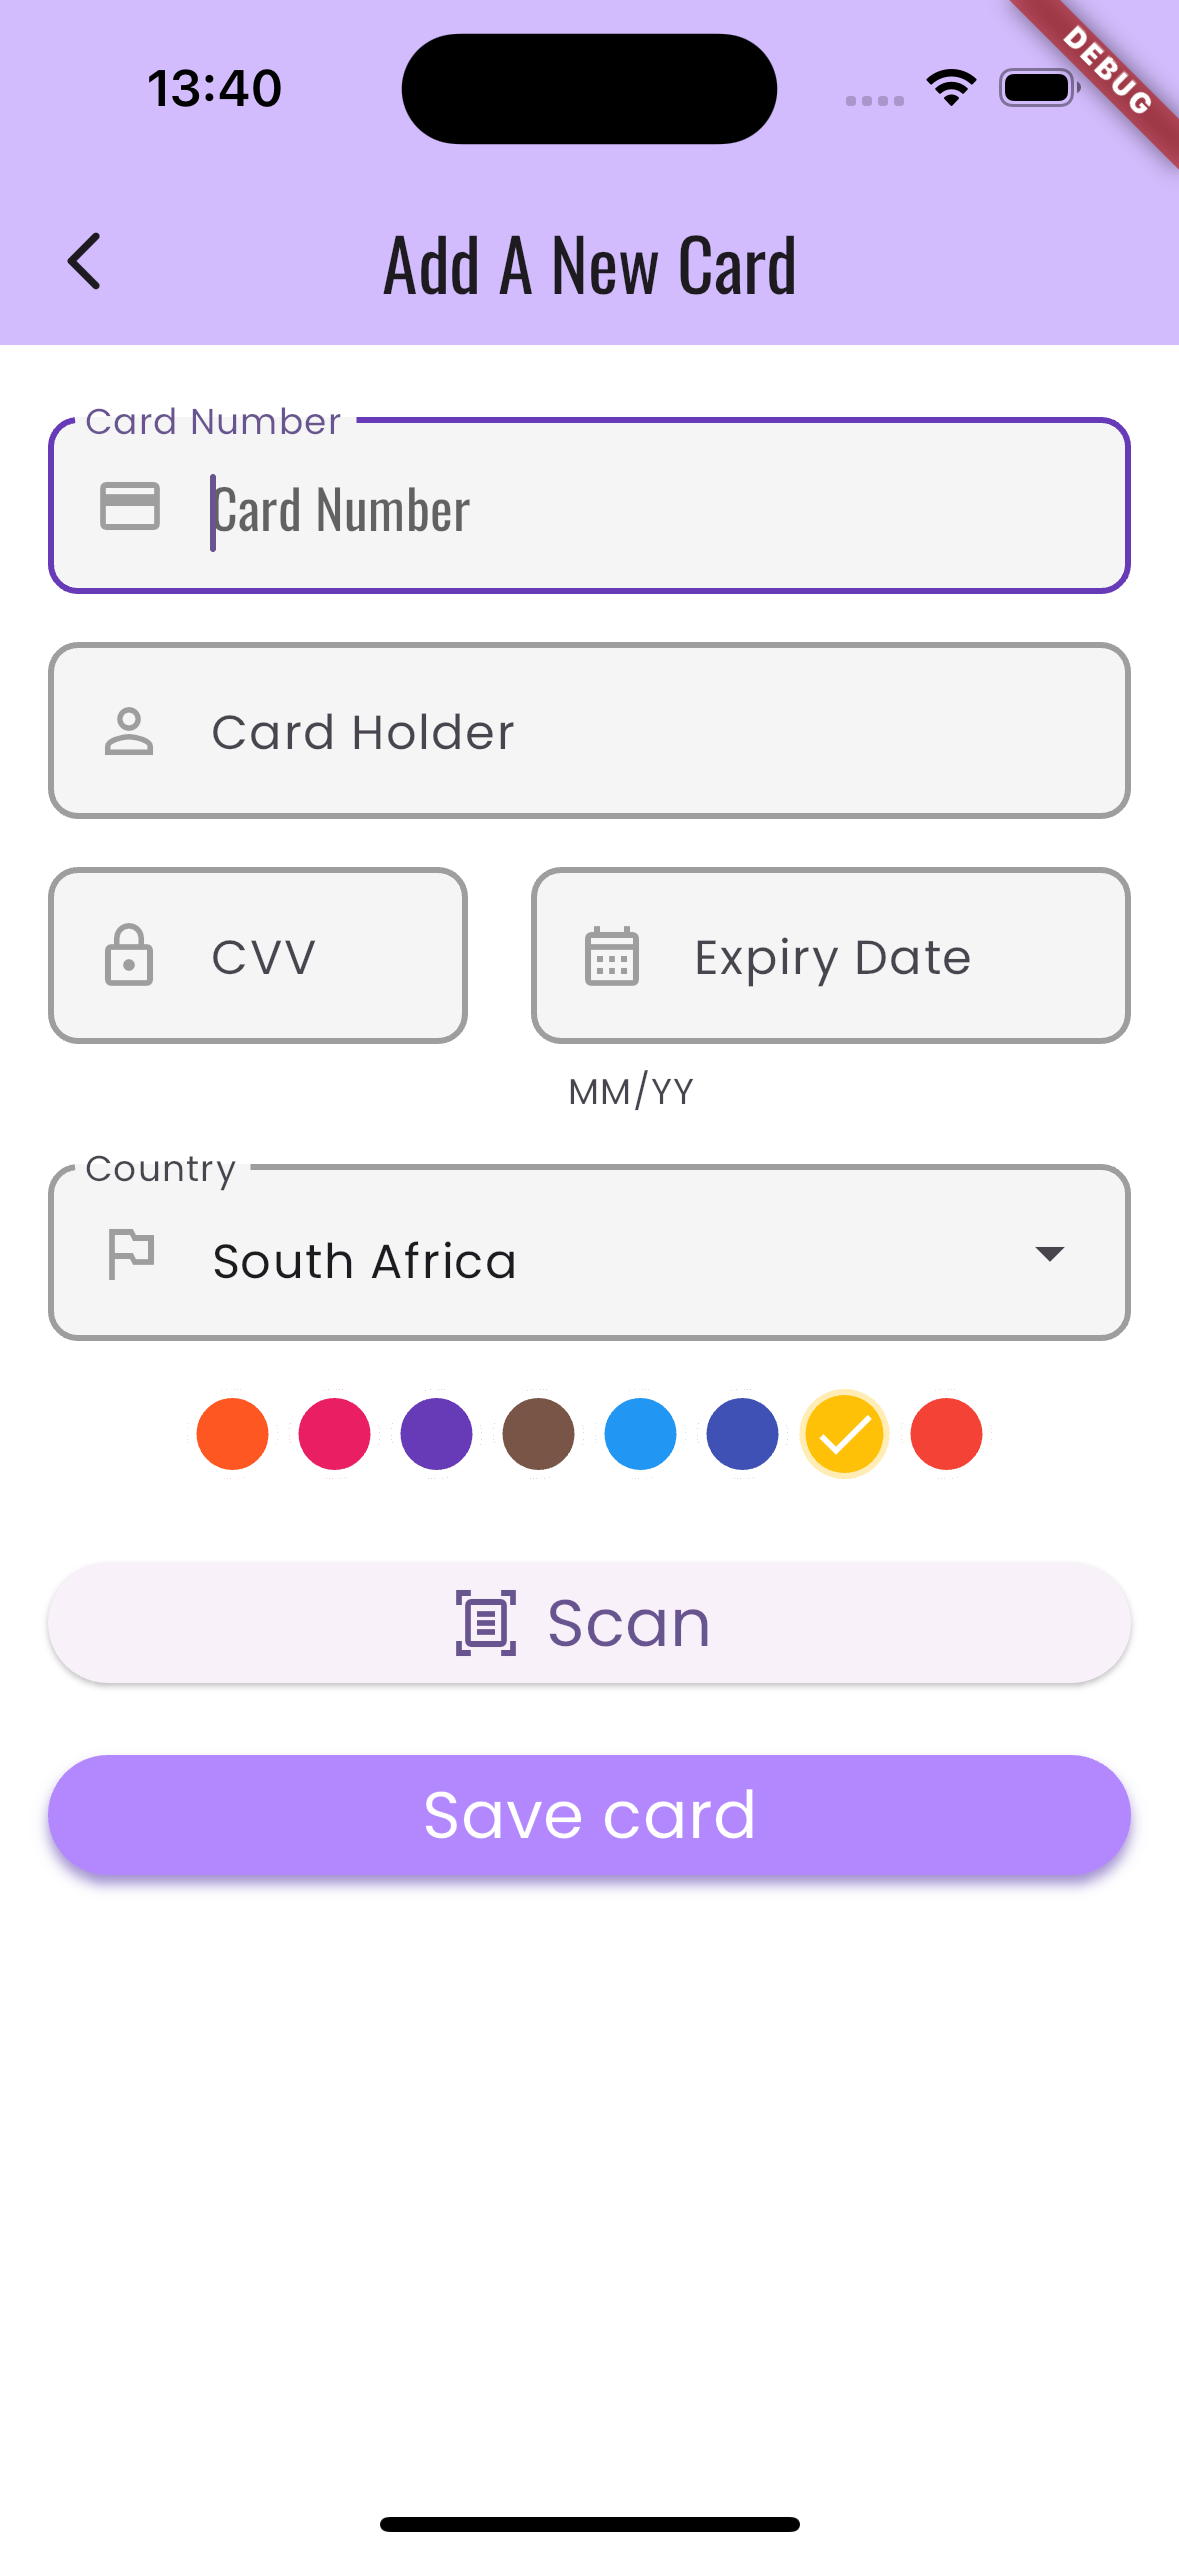 13:40
DEBUG
Add A New Card
Card Number
Card Number
Card Holder
CVV
Expiry Date
MM/YY
Country
South Africa
Scan
Save card